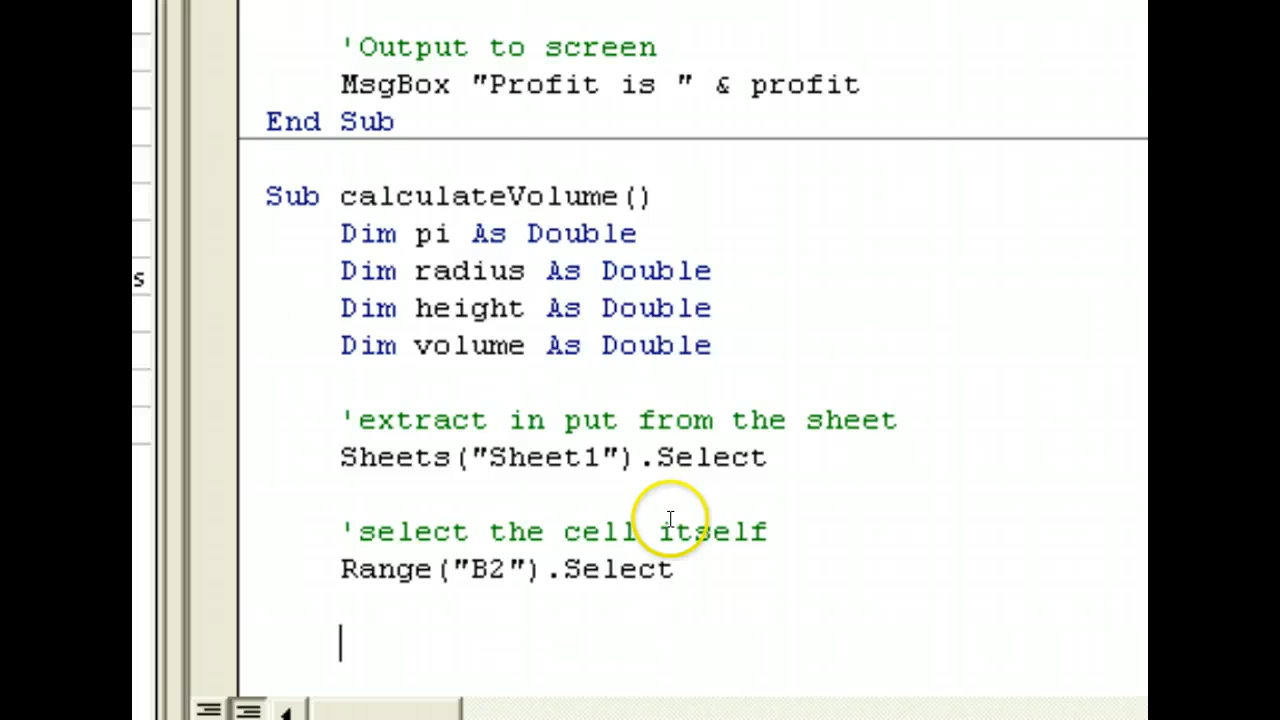 'Output to screen
MsgBox "Profit is " & profit
End Sub
Sub calculateVolume()
Dim pi As Double
Dim radius As Double
Dim height As Double
Dim volume As Double
s
'extract in put from the sheet
Sheets("Sheet1").Select
'select the cell itself
Range("B2").Select